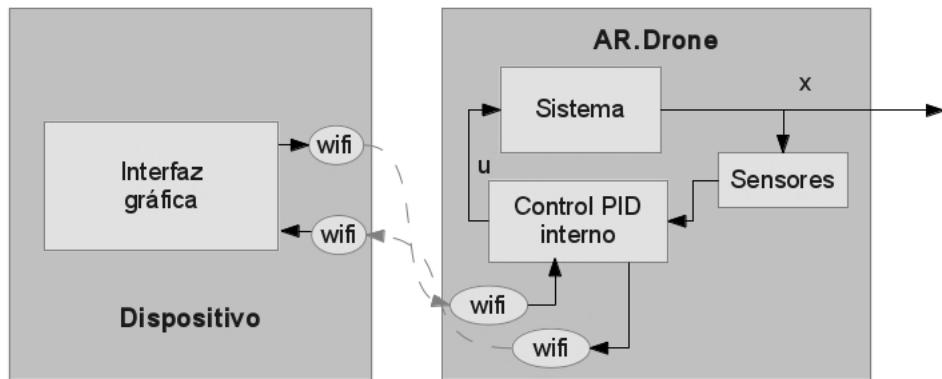 AR.Drone
x
Sistema
wifi
Interfaz
gráfica
u
Sensores
Control PID
interno
wifi
wifi
Dispositivo
wifi